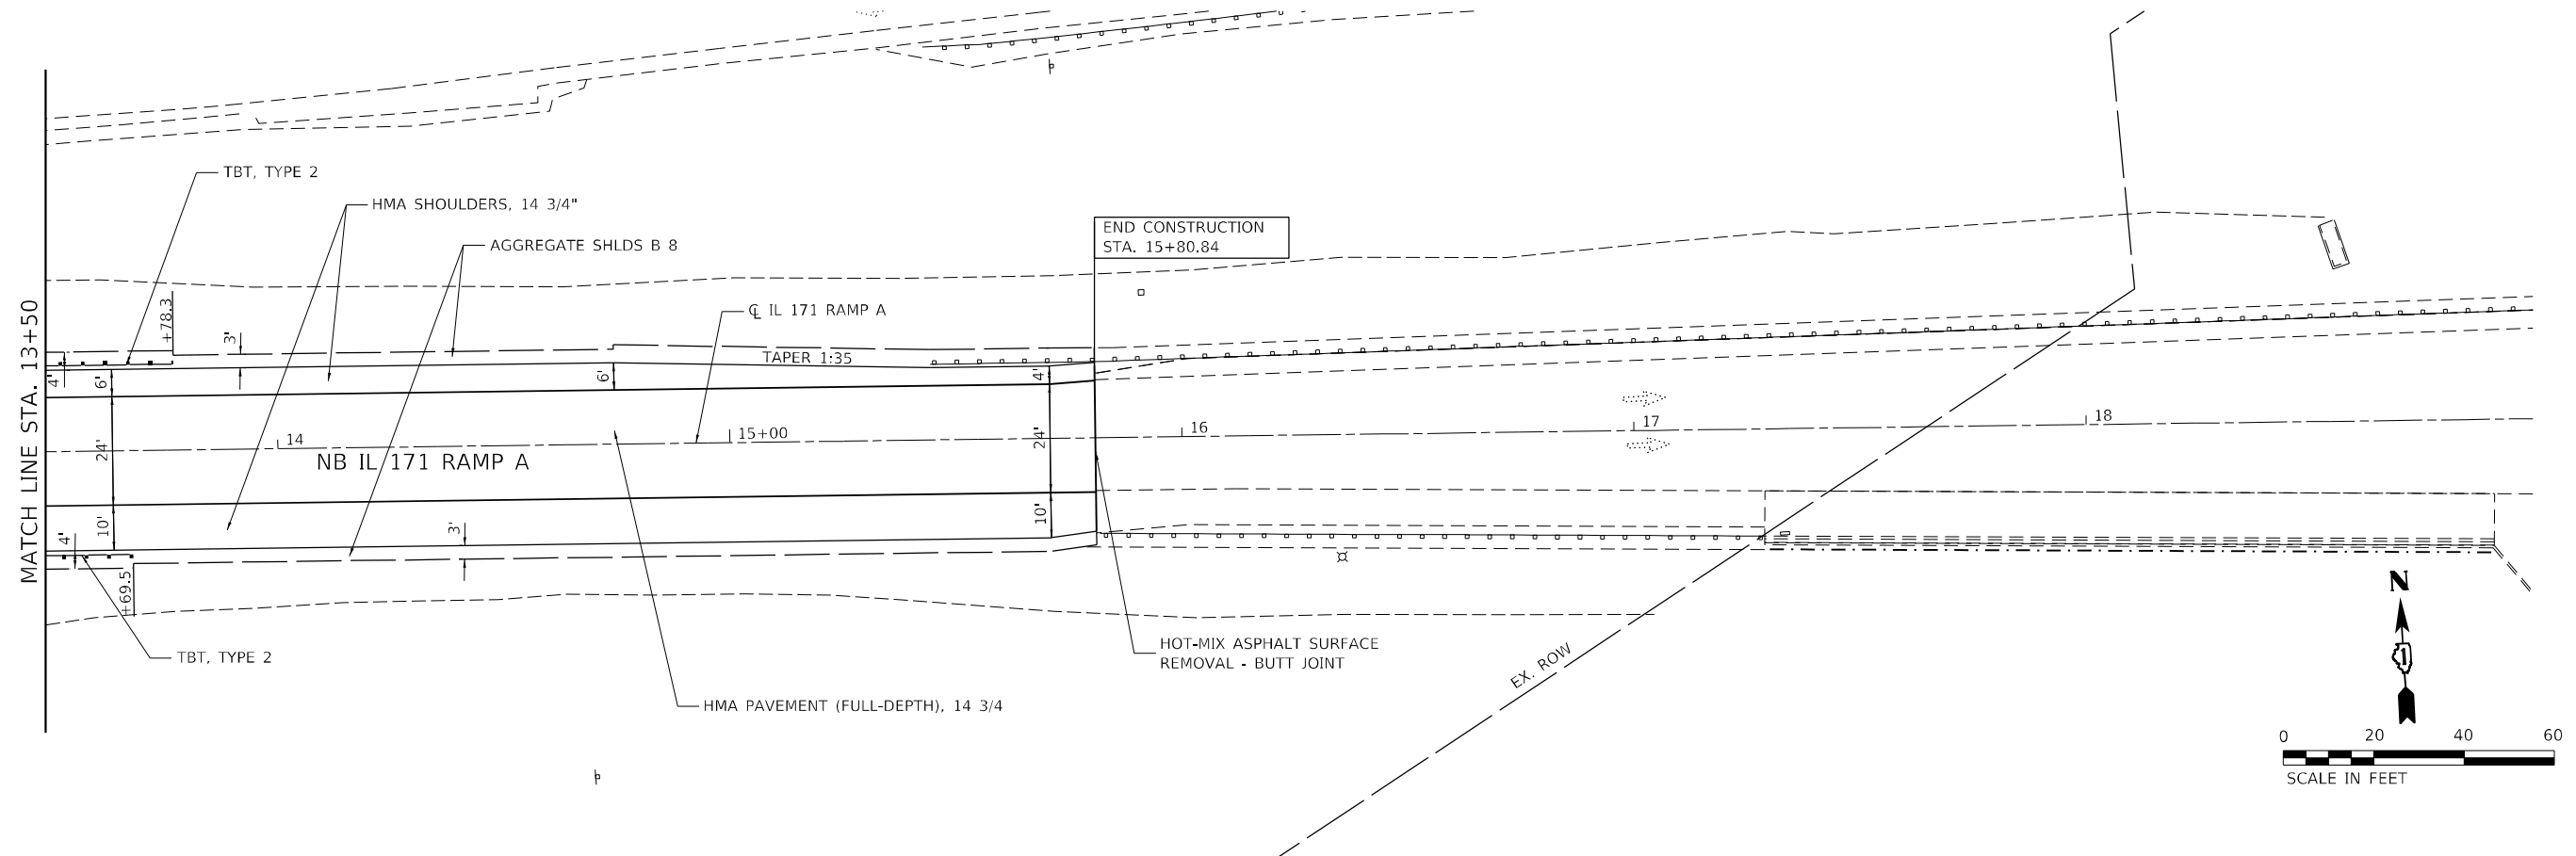 TBT, TYPE 2
HMA SHOULDERS, 14 3/4"
AGGREGATE SHLDS B 8
END CONSTRUCTION
STA. 15+80.84
℄ IL 171 RAMP A
+78.3
3'
TAPER 1:35
4'
6'
6'
4'
MATCH LINE STA. 13+50
14
15+00
16
17
18
24'
24'
NB IL 171 RAMP A
10'
10'
4'
3'
+69.5
TBT, TYPE 2
HOT-MIX ASPHALT SURFACE
REMOVAL - BUTT JOINT
HMA PAVEMENT (FULL-DEPTH), 14 3/4
EX. ROW
N
1
0 20 40 60
SCALE IN FEET